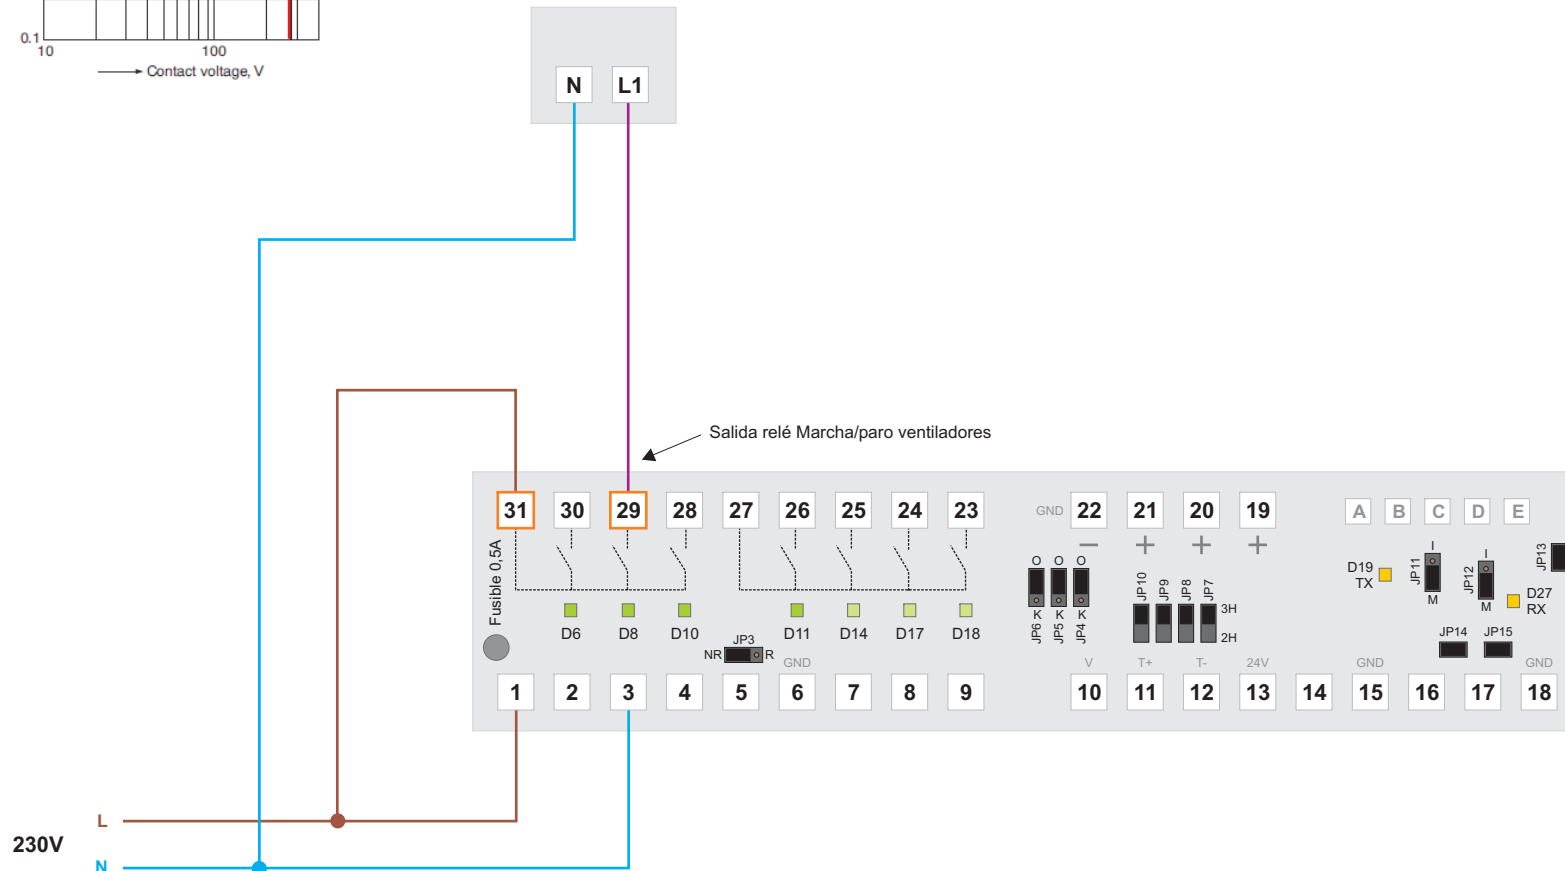 0.1
10 100
Contact voltage, V
N L1
Salida relé Marcha/paro ventiladores
31 30 29 28 27 26 25 24 23 GND 22 21 20 19 A B C D E
Fusible 0,5A
O O O
K K K
JP6 JP5 JP4
JP10 JP9 JP8 JP7
3H
2H
D19
TX
JP11
I
M
JP12
I
M
D27
RX
JP13
D6 D8 D10 D11 D14 D17 D18
JP3
NR R
JP14 JP15
GND V T+ T- 24V GND GND
1 2 3 4 5 6 7 8 9 10 11 12 13 14 15 16 17 18
L
230V
N